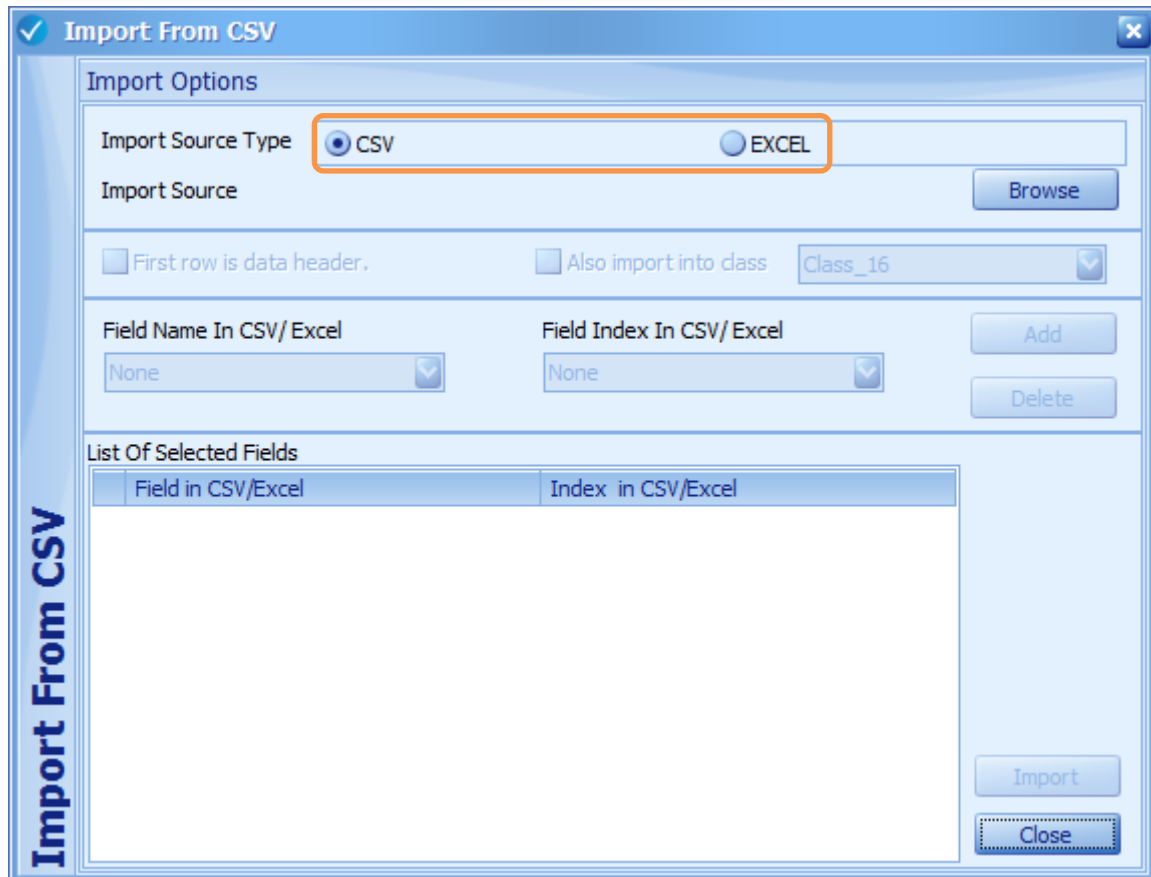 Import From CSV
Import Options
Import Source Type CSV EXCEL
Import Source Browse
First row is data header. Also import into class Class_16
Field Name In CSV/ Excel Field Index In CSV/ Excel Add
None None
Delete
List Of Selected Fields
Field in CSV/Excel Index in CSV/Excel
Import From CSV
Import
Close